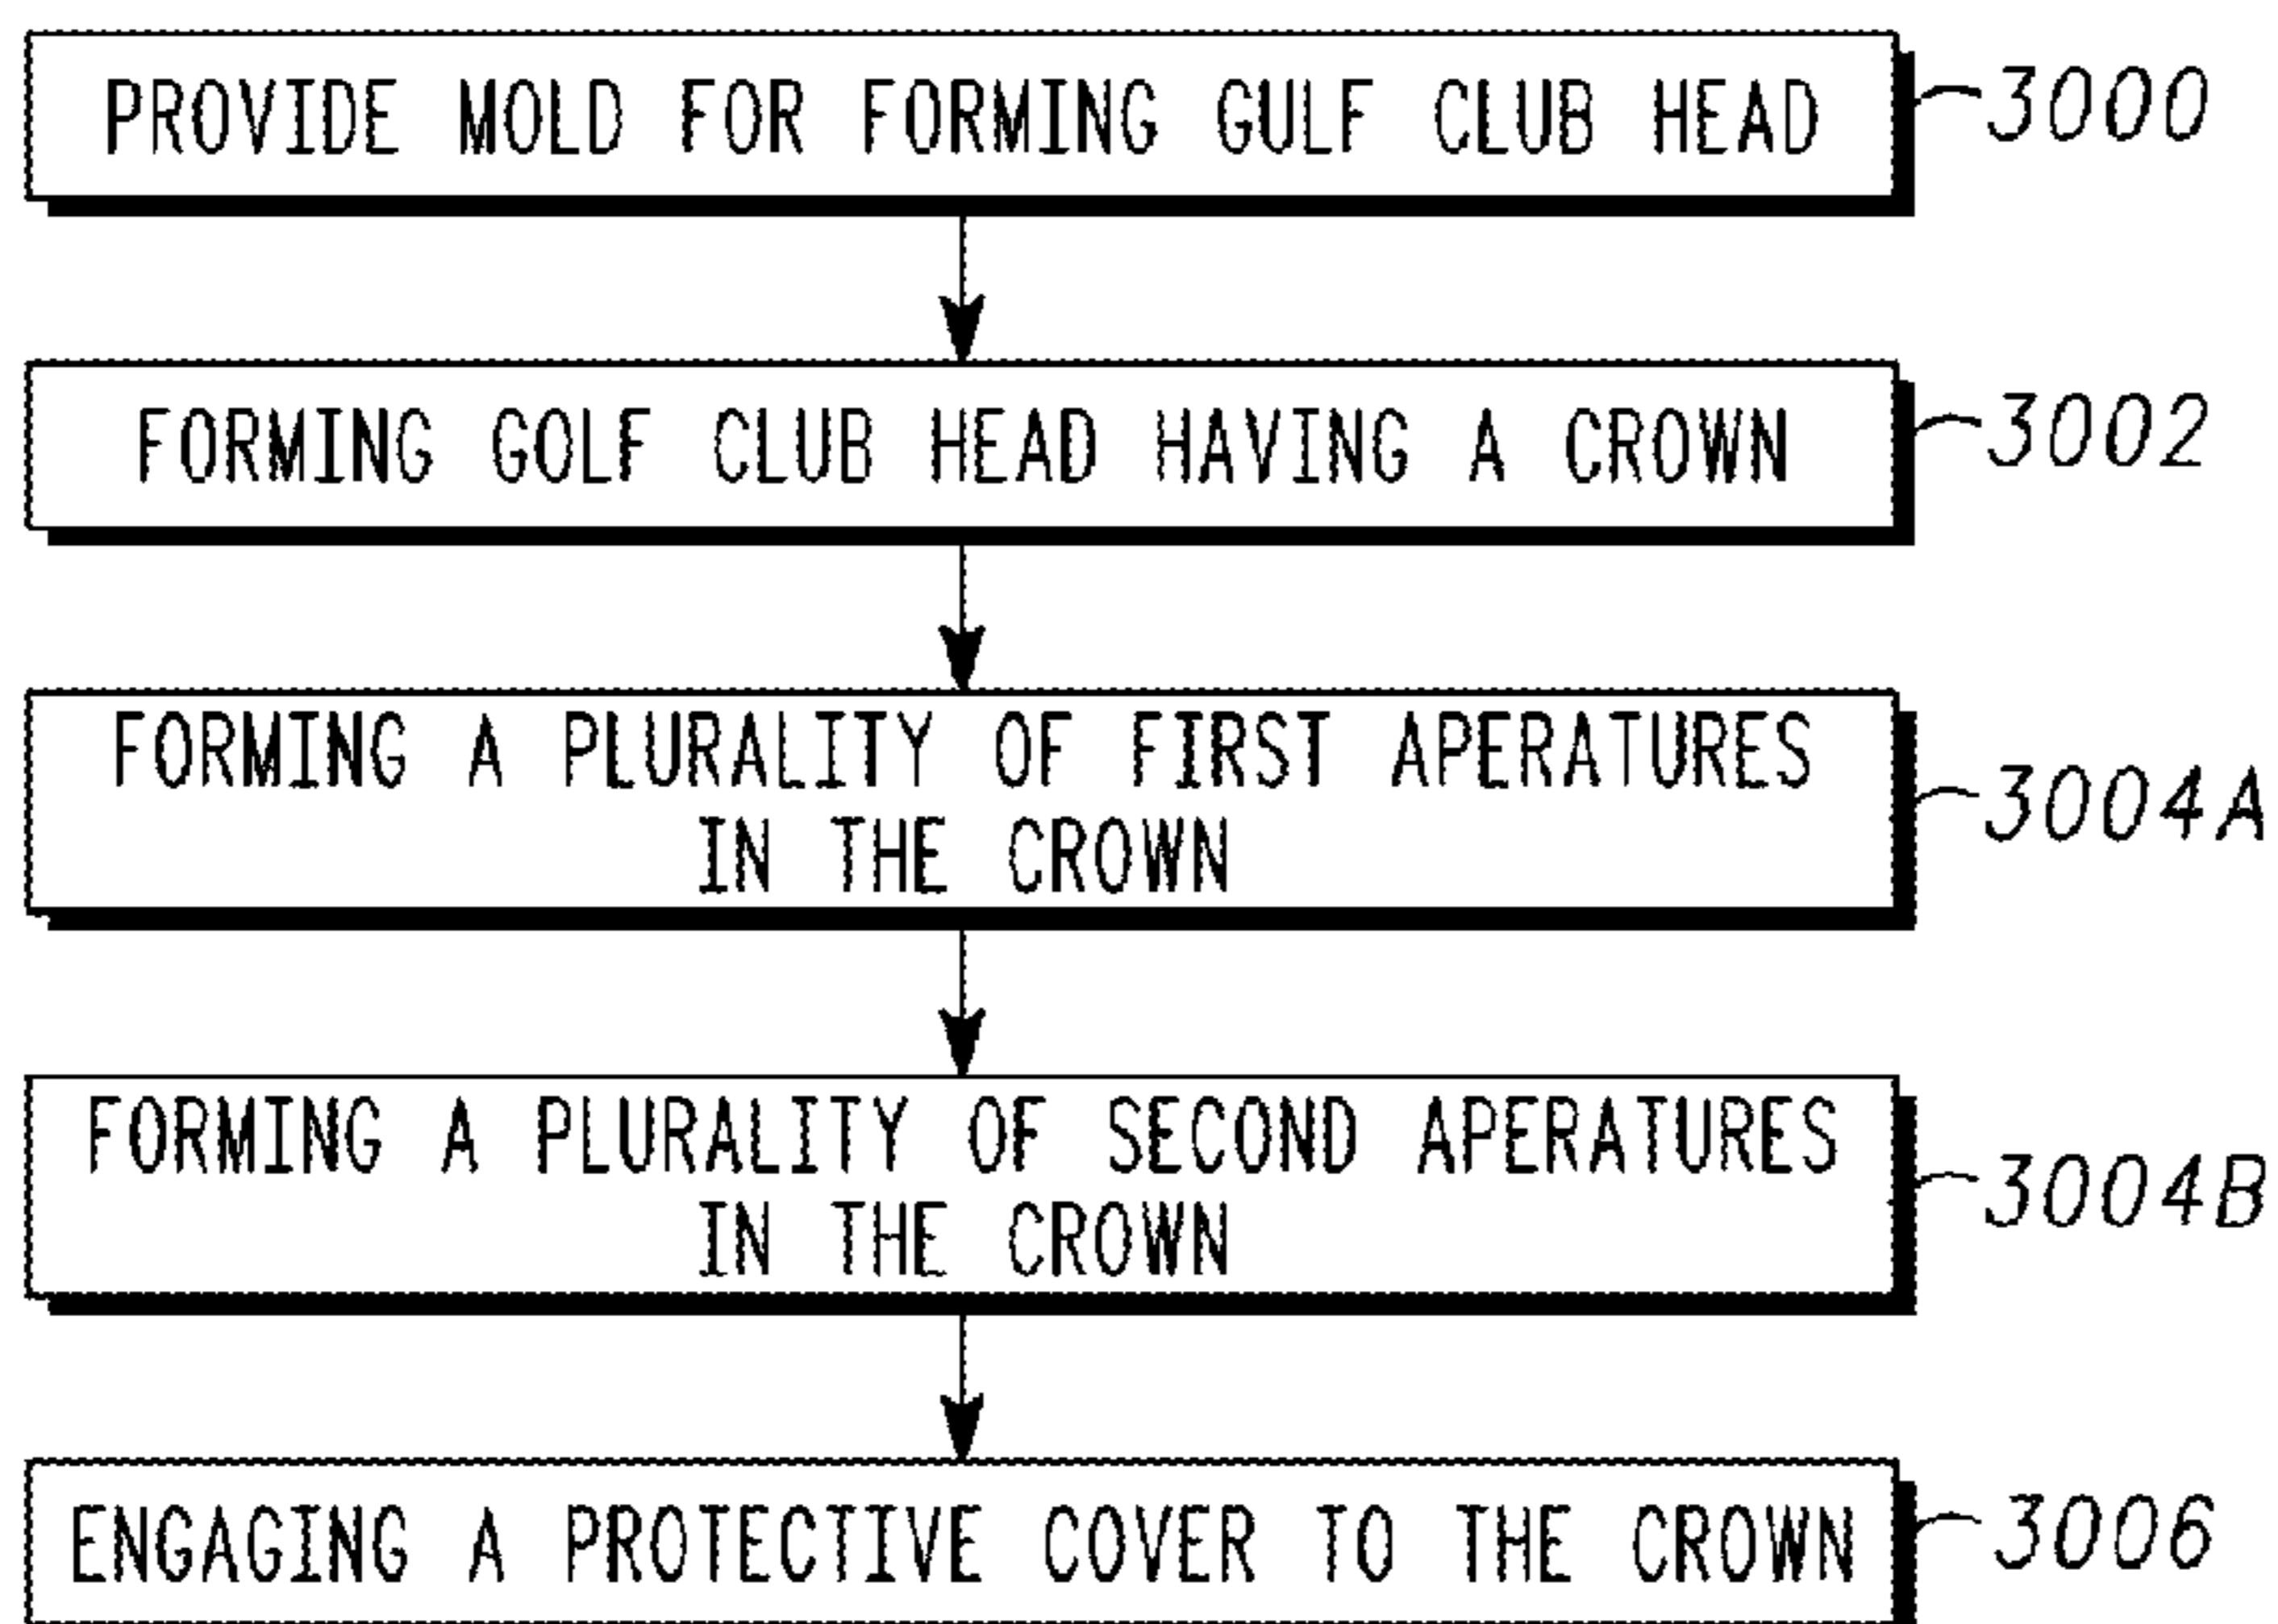 PROVIDE MOLD FOR FORMING GULF CLUB HEAD
3000
FORMING GOLF CLUB HEAD HAVING A CROWN
3002
FORMING A PLURALITY OF FIRST APERATURES
IN THE CROWN
3004A
FORMING A PLURALITY OF SECOND APERATURES
IN THE CROWN
3004B
ENGAGING A PROTECTIVE COVER TO THE CROWN
3006